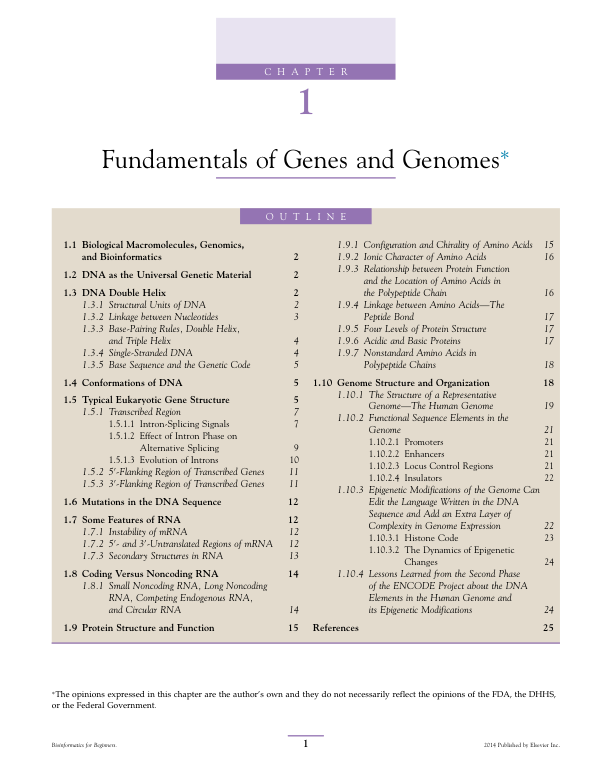 CHAPTER
1
Fundamentals of Genes and Genomes*
OUTLINE
1.1 Biological Macromolecules, Genomics,
and Bioinformatics 2
1.2 DNA as the Universal Genetic Material 2
1.3 DNA Double Helix 2
1.3.1 Structural Units of DNA 2
1.3.2 Linkage between Nucleotides 3
1.3.3 Base-Pairing Rules, Double Helix,
and Triple Helix 4
1.3.4 Single-Stranded DNA 4
1.3.5 Base Sequence and the Genetic Code 5
1.4 Conformations of DNA 5
1.5 Typical Eukaryotic Gene Structure 5
1.5.1 Transcribed Region 7
1.5.1.1 Intron-Splicing Signals 7
1.5.1.2 Effect of Intron Phase on
Alternative Splicing 9
1.5.1.3 Evolution of Introns 10
1.5.2 5′-Flanking Region of Transcribed Genes 11
1.5.3 3′-Flanking Region of Transcribed Genes 11
1.6 Mutations in the DNA Sequence 12
1.7 Some Features of RNA 12
1.7.1 Instability of mRNA 12
1.7.2 5′- and 3′-Untranslated Regions of mRNA 12
1.7.3 Secondary Structures in RNA 13
1.8 Coding Versus Noncoding RNA 14
1.8.1 Small Noncoding RNA, Long Noncoding
RNA, Competing Endogenous RNA,
and Circular RNA 14
1.9 Protein Structure and Function 15
1.9.1 Configuration and Chirality of Amino Acids 15
1.9.2 Ionic Character of Amino Acids 16
1.9.3 Relationship between Protein Function
and the Location of Amino Acids in
the Polypeptide Chain 16
1.9.4 Linkage between Amino Acids—The
Peptide Bond 17
1.9.5 Four Levels of Protein Structure 17
1.9.6 Acidic and Basic Proteins 17
1.9.7 Nonstandard Amino Acids in
Polypeptide Chains 18
1.10 Genome Structure and Organization 18
1.10.1 The Structure of a Representative
Genome—The Human Genome 19
1.10.2 Functional Sequence Elements in the
Genome 21
1.10.2.1 Promoters 21
1.10.2.2 Enhancers 21
1.10.2.3 Locus Control Regions 21
1.10.2.4 Insulators 22
1.10.3 Epigenetic Modifications of the Genome Can
Edit the Language Written in the DNA
Sequence and Add an Extra Layer of
Complexity in Genome Expression 22
1.10.3.1 Histone Code 23
1.10.3.2 The Dynamics of Epigenetic
Changes 24
1.10.4 Lessons Learned from the Second Phase
of the ENCODE Project about the DNA
Elements in the Human Genome and
its Epigenetic Modifications 24
References 25
*The opinions expressed in this chapter are the author's own and they do not necessarily reflect the opinions of the FDA, the DHHS,
or the Federal Government.
Bioinformatics for Beginners. 1 2014 Published by Elsevier Inc.